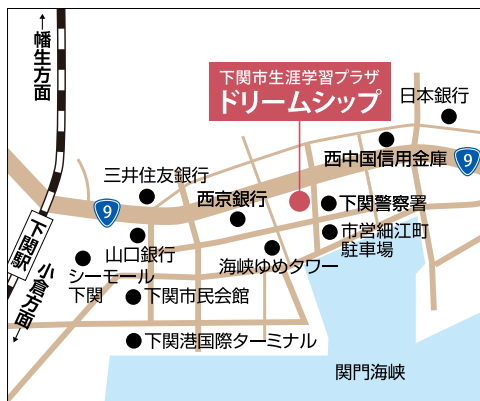 ←幡生方面
下関市生涯学習プラザ
ドリームシップ
日本銀行
西中国信用金庫
9
三井住友銀行
西京銀行
下関警察署
9
市営細江町
駐車場
山口銀行
海峡ゆめタワー
下関駅
シーモール
下関
小倉方面→
下関市民会館
下関港国際ターミナル
関門海峡